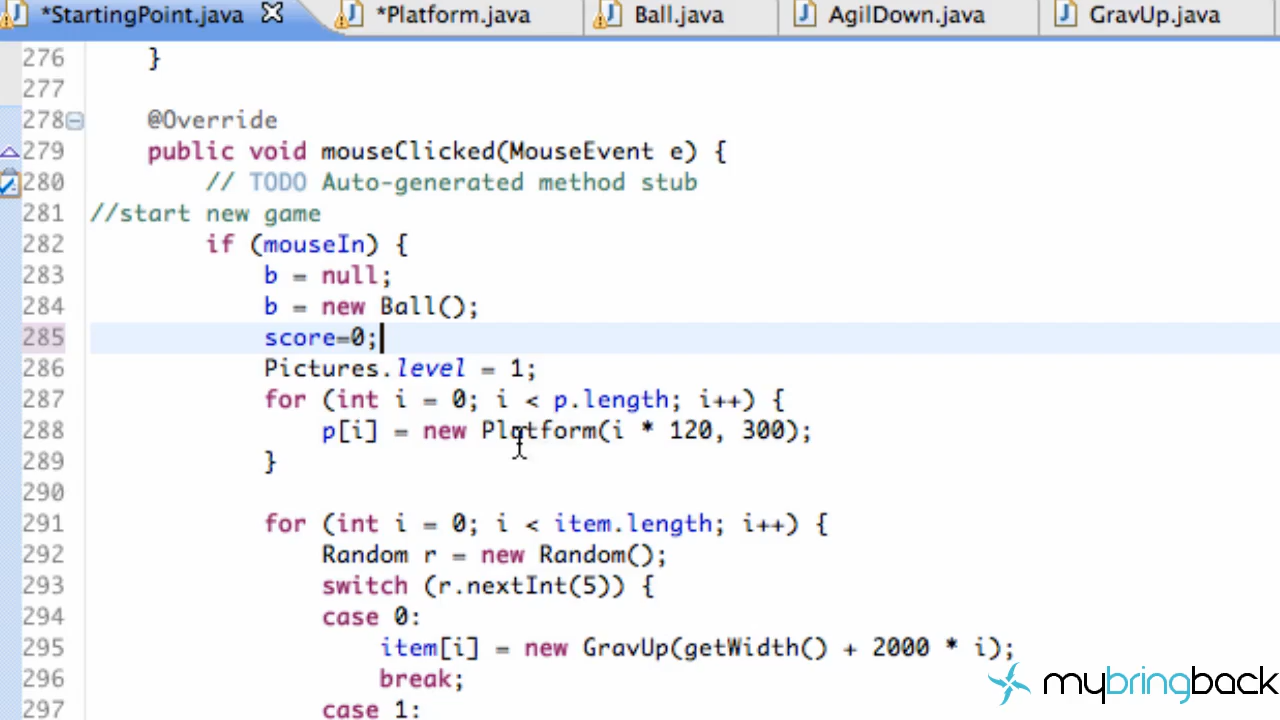 *StartingPoint.java *Platform.java Ball.java AgilDown.java GravUp.java
276 }
277
278 @Override
279 public void mouseClicked(MouseEvent e) {
280 // TODO Auto-generated method stub
281 //start new game
282 if (mouseIn) {
283 b = null;
284 b = new Ball();
285 score=0;
286 Pictures.level = 1;
287 for (int i = 0; i < p.length; i++) {
288 p[i] = new Platform(i * 120, 300);
289 }
290
291 for (int i = 0; i < item.length; i++) {
292 Random r = new Random();
293 switch (r.nextInt(5)) {
294 case 0:
295 item[i] = new GravUp(getWidth() + 2000 * i);
296 break;
297 case 1:
mybringback